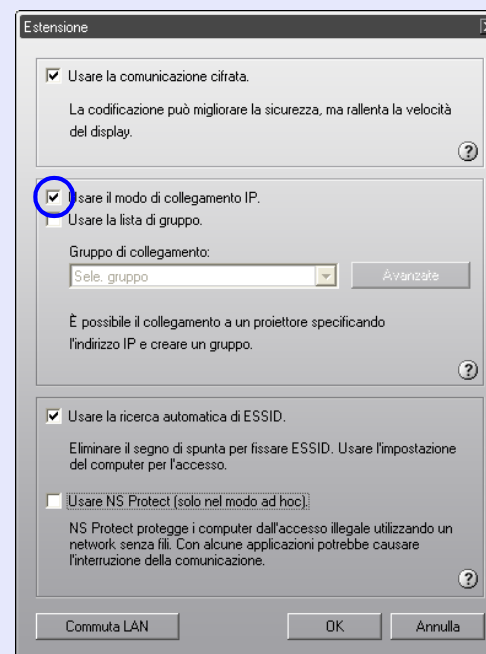 Estensione
Usare la comunicazione cifrata.
La codificazione può migliorare la sicurezza, ma rallenta la velocità
del display.
?
Usare il modo di collegamento IP.
Usare la lista di gruppo.
Gruppo di collegamento:
Sele. gruppo
Avanzate
È possibile il collegamento a un proiettore specificando
l'indirizzo IP e creare un gruppo.
?
Usare la ricerca automatica di ESSID.
Eliminare il segno di spunta per fissare ESSID. Usare l'impostazione
del computer per l'accesso.
Usare NS Protect (solo nel modo ad hoc).
NS Protect protegge i computer dall'accesso illegale utilizzando un
network senza fili. Con alcune applicazioni potrebbe causare
l'interruzione della comunicazione.
?
Commuta LAN
OK
Annulla